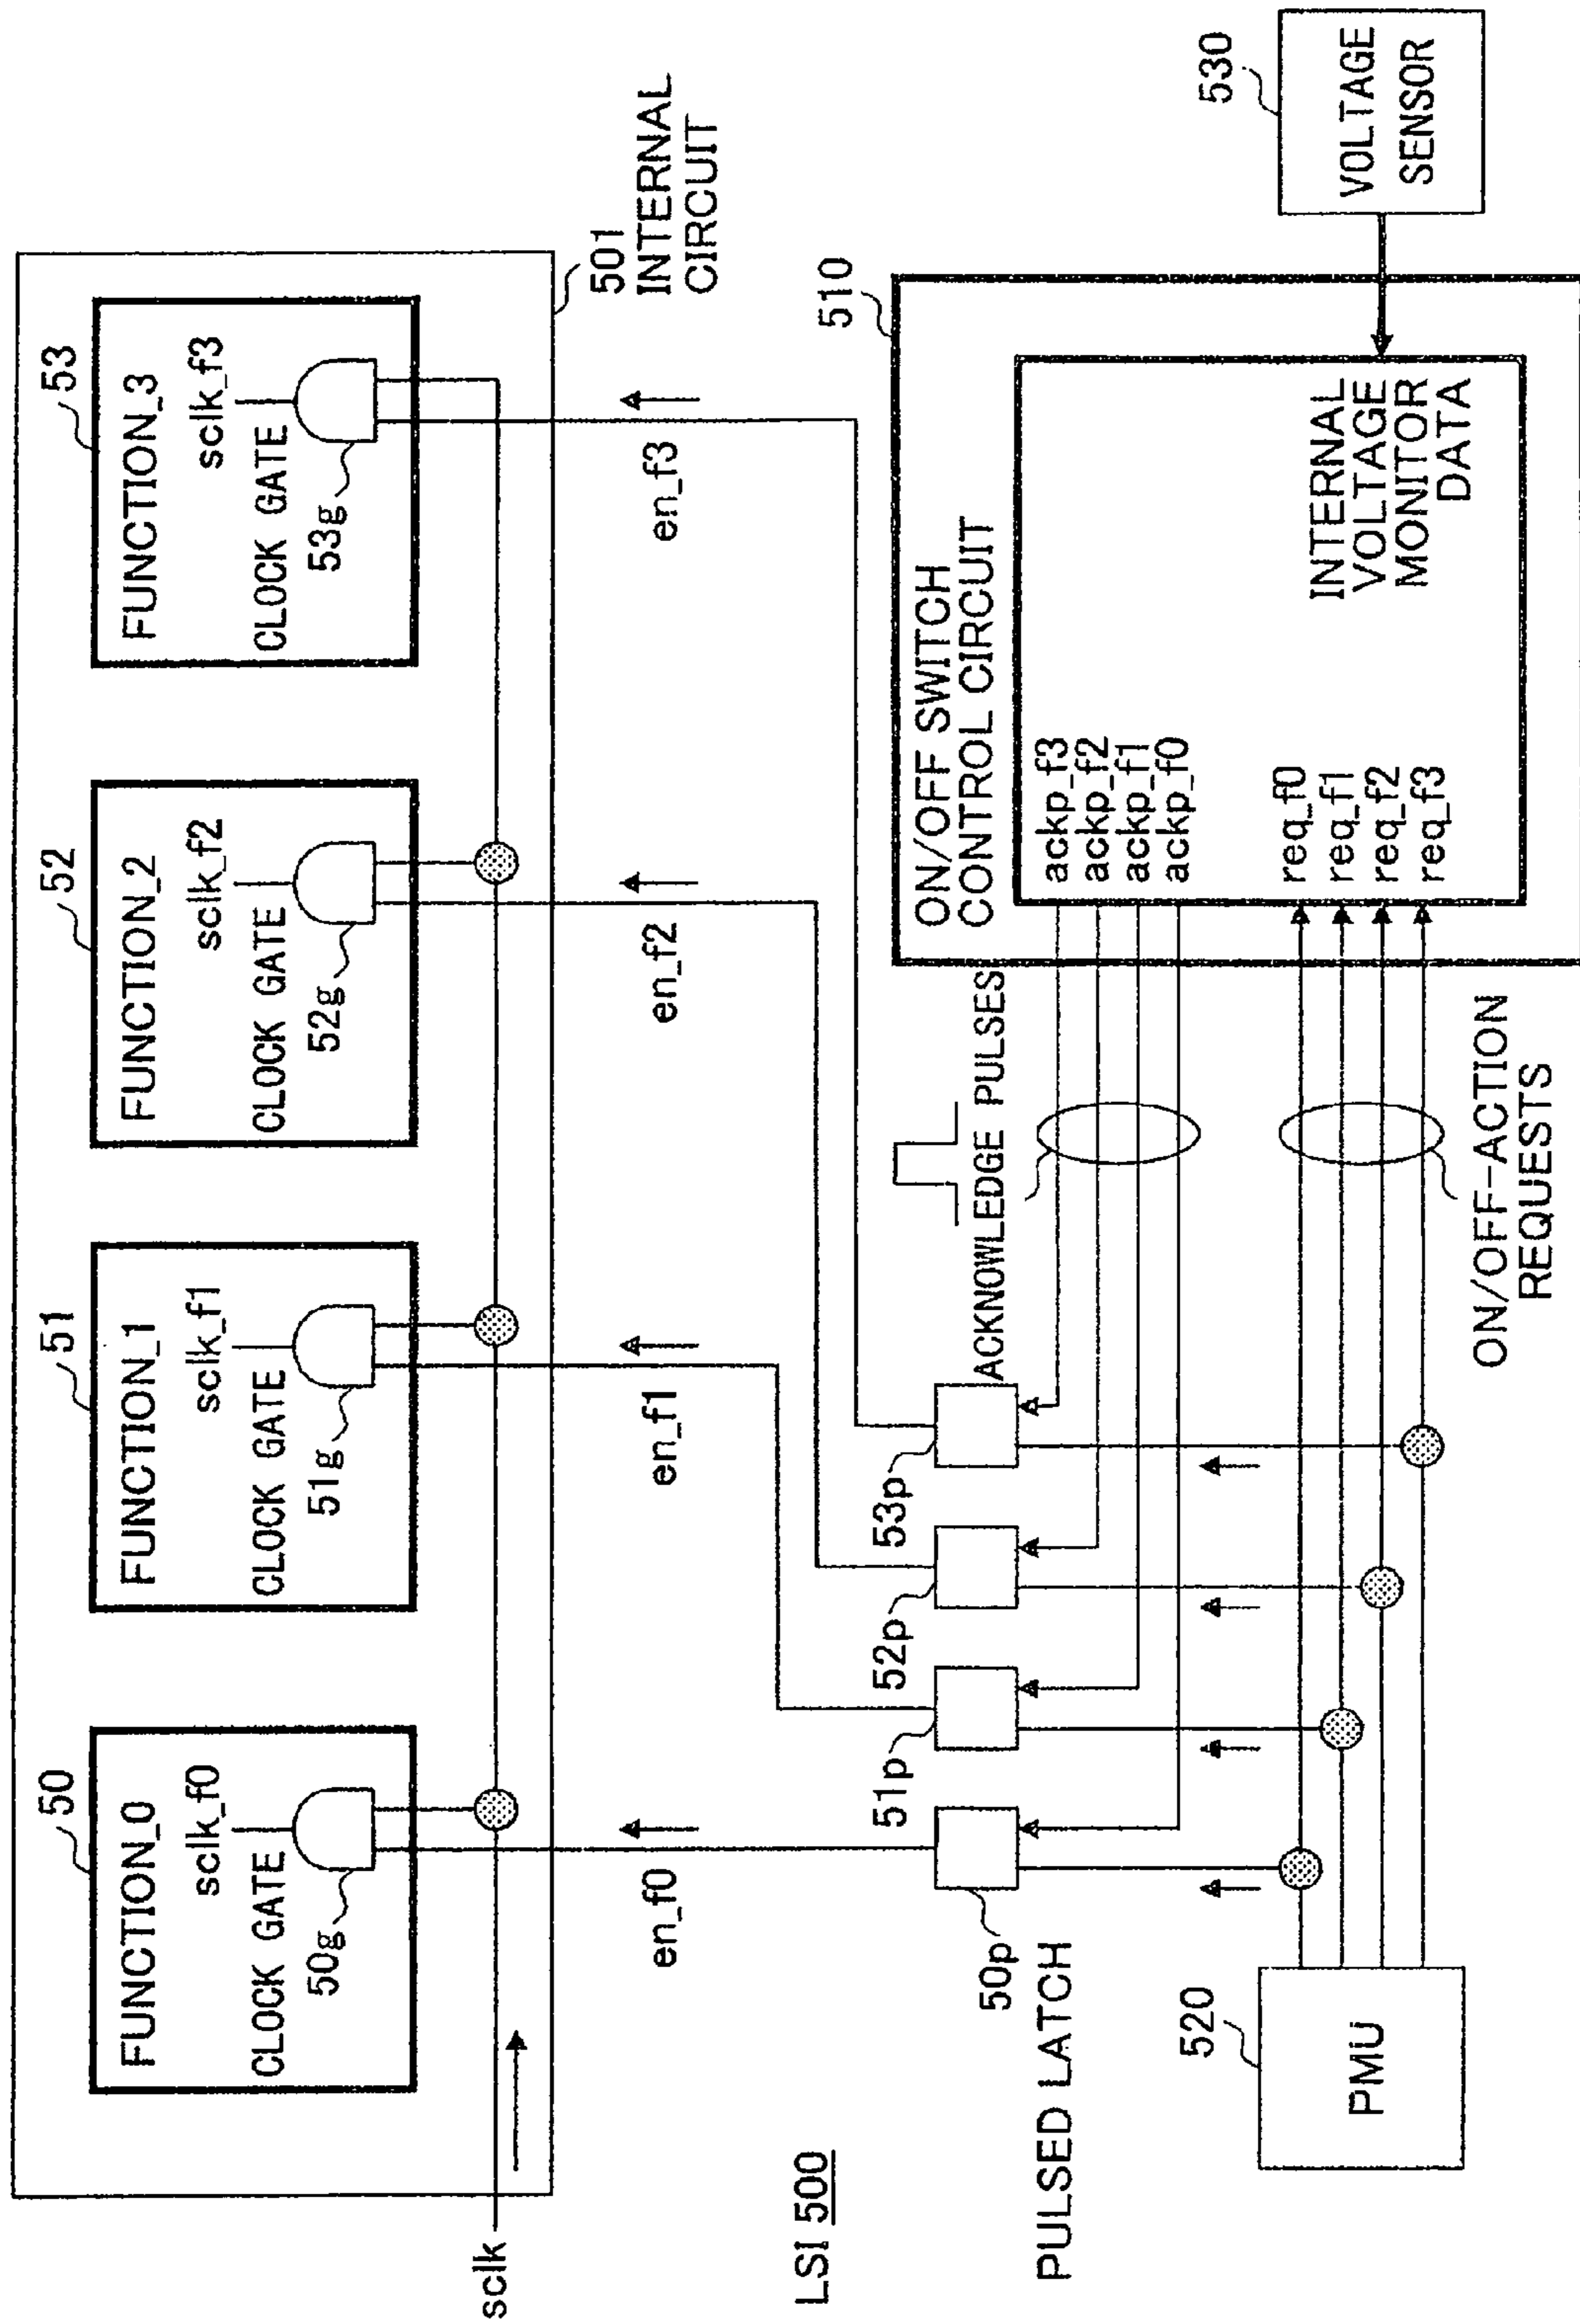 50
FUNCTION_0
sclk_f0
CLOCK GATE
50g
51
FUNCTION_1
sclk_f1
CLOCK GATE
51g
52
FUNCTION_2
sclk_f2
CLOCK GATE
52g
53
FUNCTION_3
sclk_f3
CLOCK GATE
53g
sclk
501
INTERNAL
CIRCUIT
en_f0
en_f1
en_f2
en_f3
LSI 500
50p
51p
52p
53p
PULSED LATCH
ACKNOWLEDGE PULSES
510
ON/OFF SWITCH
CONTROL CIRCUIT
ackp_f3
ackp_f2
ackp_f1
ackp_f0
req_f0
req_f1
req_f2
req_f3
INTERNAL
VOLTAGE
MONITOR
DATA
530
VOLTAGE
SENSOR
520
PMU
ON/OFF-ACTION
REQUESTS